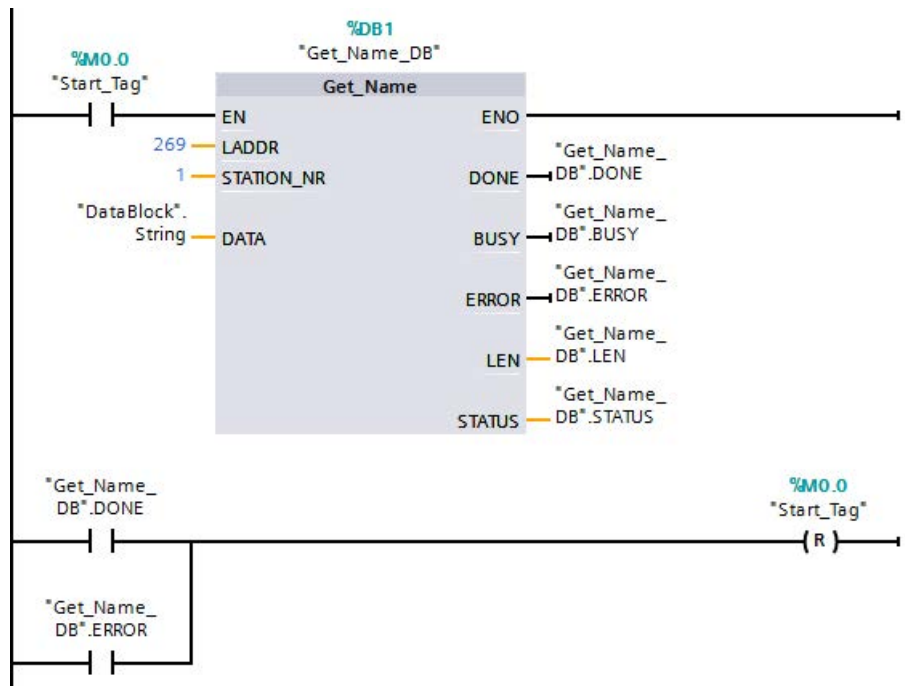 %DB1
"Get_Name_DB"
%M0.0
"Start_Tag"
Get_Name
EN
ENO
269
LADDR
1
STATION_NR
"Get_Name_
DONE
DB".DONE
"DataBlock".
String
DATA
"Get_Name_
BUSY
DB".BUSY
"Get_Name_
ERROR
DB".ERROR
"Get_Name_
LEN
DB".LEN
"Get_Name_
STATUS
DB".STATUS
"Get_Name_
DB".DONE
%M0.0
"Start_Tag"
R
"Get_Name_
DB".ERROR